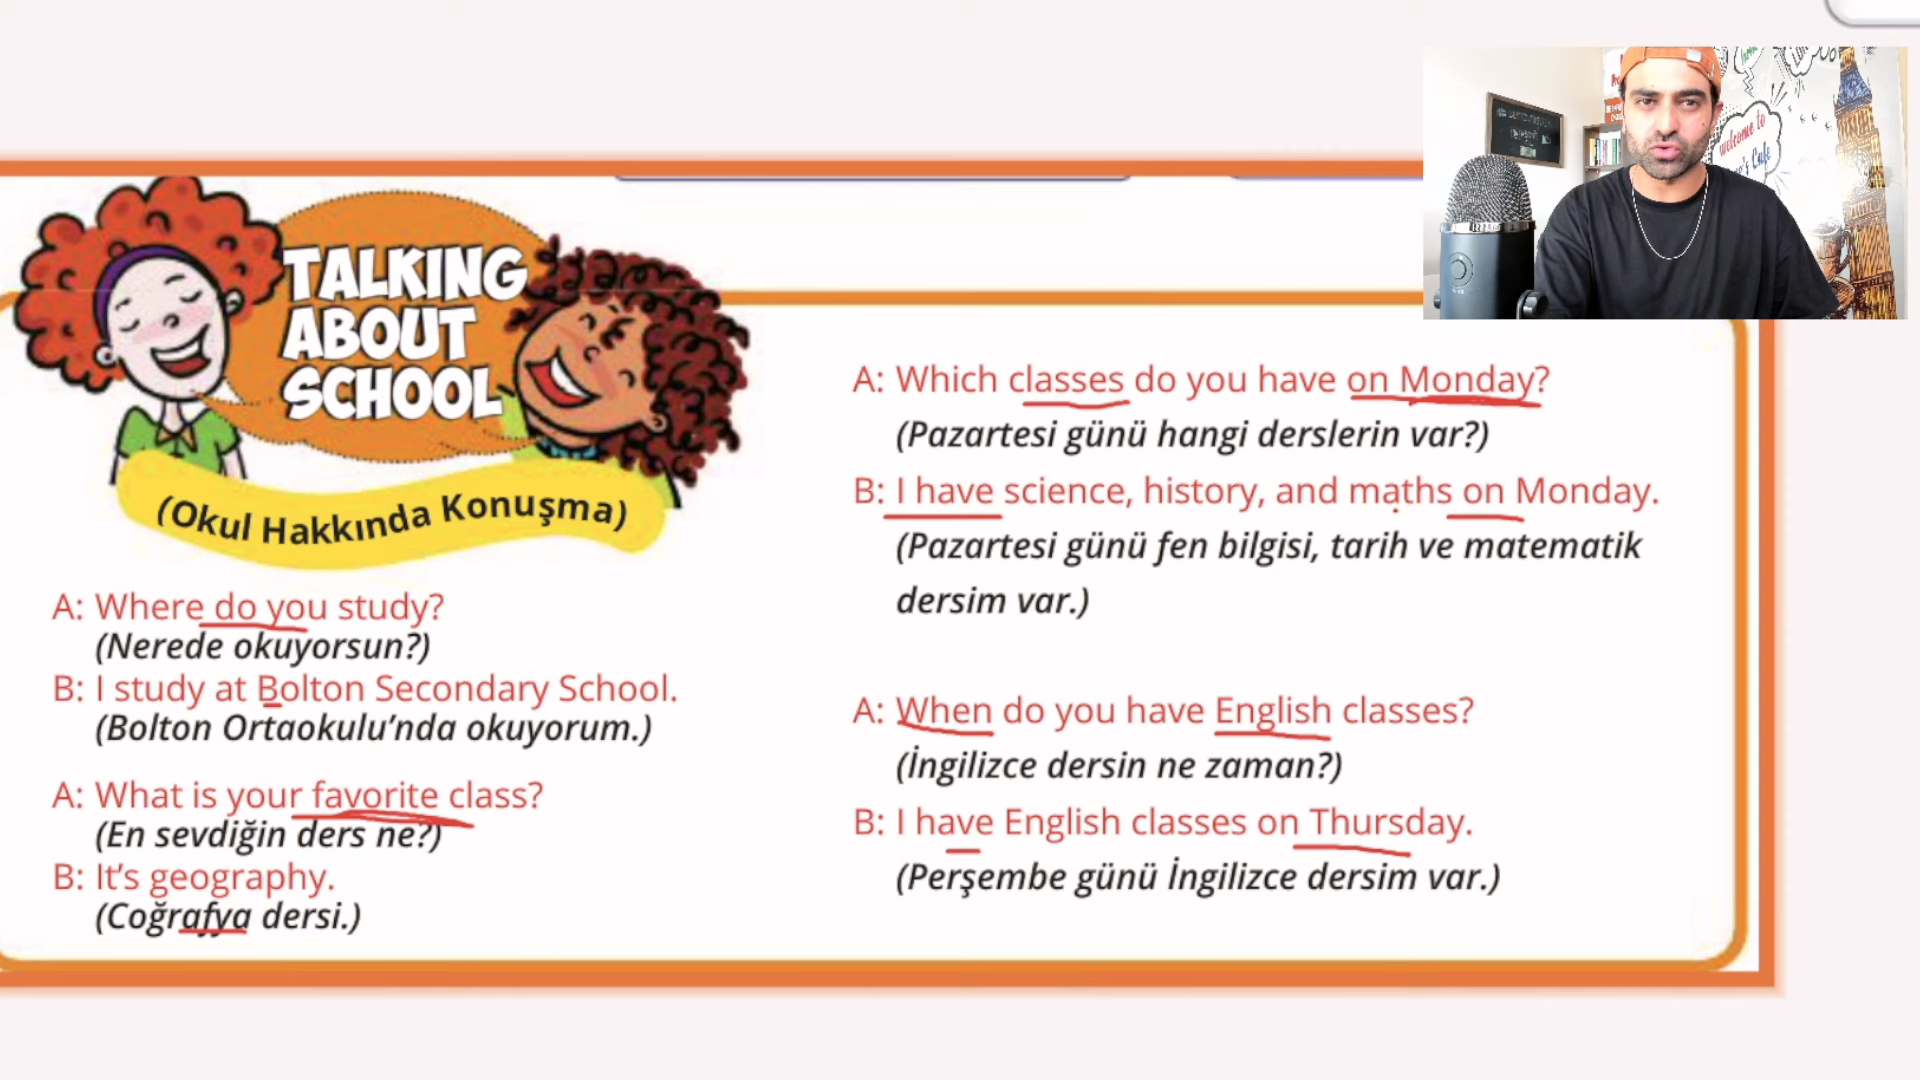 TALKING
ABOUT
SCHOOL
(Okul Hakkında Konuşma)
A: Where do you study?
(Nerede okuyorsun?)
B: I study at Bolton Secondary School.
(Bolton Ortaokulu’nda okuyorum.)
A: What is your favorite class?
(En sevdiğin ders ne?)
B: It’s geography.
(Coğrafya dersi.)
welcome to
Cafe
A: Which classes do you have on Monday?
(Pazartesi günü hangi derslerin var?)
B: I have science, history, and maths on Monday.
(Pazartesi günü fen bilgisi, tarih ve matematik
dersim var.)
A: When do you have English classes?
(İngilizce dersin ne zaman?)
B: I have English classes on Thursday.
(Perşembe günü İngilizce dersim var.)